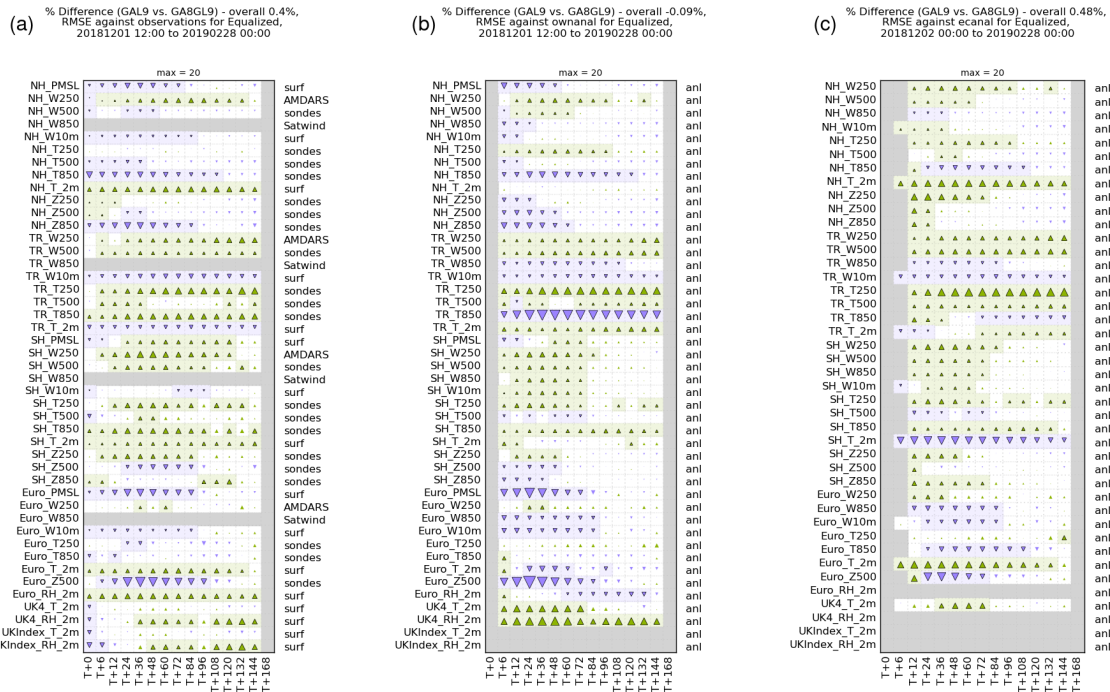 (a)
% Difference (GAL9 vs. GA8GL9) - overall 0.4%,
RMSE against observations for Equalized,
20181201 12:00 to 20190228 00:00
max = 20
NH_PMSL surf
NH_W250 AMDARS
NH_W500 sondes
NH_W850 Satwind
NH_W10m surf
NH_T250 sondes
NH_T500 sondes
NH_T850 sondes
NH_T_2m surf
NH_Z250 sondes
NH_Z500 sondes
NH_Z850 sondes
TR_W250 AMDARS
TR_W500 sondes
TR_W850 Satwind
TR_W10m surf
TR_T250 sondes
TR_T500 sondes
TR_T850 sondes
TR_T_2m surf
SH_PMSL surf
SH_W250 AMDARS
SH_W500 sondes
SH_W850 Satwind
SH_W10m surf
SH_T250 sondes
SH_T500 sondes
SH_T850 sondes
SH_T_2m surf
SH_Z250 sondes
SH_Z500 sondes
SH_Z850 sondes
Euro_PMSL surf
Euro_W250 AMDARS
Euro_W850 Satwind
Euro_W10m surf
Euro_T250 sondes
Euro_T850 sondes
Euro_T_2m surf
Euro_Z500 sondes
Euro_RH_2m surf
UK4_T_2m surf
UK4_RH_2m surf
UKIndex_T_2m surf
KIndex_RH_2m surf
T+0 T+6 T+12 T+24 T+36 T+48 T+60 T+72 T+84 T+96 T+108 T+120 T+132 T+144 T+168
(b)
% Difference (GAL9 vs. GA8GL9) - overall -0.09%,
RMSE against ownanal for Equalized,
20181201 12:00 to 20190228 00:00
max = 20
NH_PMSL anl
NH_W250 anl
NH_W500 anl
NH_W850 anl
NH_W10m anl
NH_T250 anl
NH_T500 anl
NH_T850 anl
NH_T_2m anl
NH_Z250 anl
NH_Z500 anl
NH_Z850 anl
TR_W250 anl
TR_W500 anl
TR_W850 anl
TR_W10m anl
TR_T250 anl
TR_T500 anl
TR_T850 anl
TR_T_2m anl
SH_PMSL anl
SH_W250 anl
SH_W500 anl
SH_W850 anl
SH_W10m anl
SH_T250 anl
SH_T500 anl
SH_T850 anl
SH_T_2m anl
SH_Z250 anl
SH_Z500 anl
SH_Z850 anl
Euro_PMSL anl
Euro_W250 anl
Euro_W850 anl
Euro_W10m anl
Euro_T250 anl
Euro_T850 anl
Euro_T_2m anl
Euro_Z500 anl
Euro_RH_2m anl
UK4_T_2m anl
UK4_RH_2m anl
UKIndex_T_2m anl
UKIndex_RH_2m anl
T+0 T+6 T+12 T+24 T+36 T+48 T+60 T+72 T+84 T+96 T+108 T+120 T+132 T+144 T+168
(c)
% Difference (GAL9 vs. GA8GL9) - overall 0.48%,
RMSE against ecanal for Equalized,
20181202 00:00 to 20190228 00:00
max = 20
NH_W250 anl
NH_W500 anl
NH_W850 anl
NH_W10m anl
NH_T250 anl
NH_T500 anl
NH_T850 anl
NH_T_2m anl
NH_Z250 anl
NH_Z500 anl
NH_Z850 anl
TR_W250 anl
TR_W500 anl
TR_W850 anl
TR_W10m anl
TR_T250 anl
TR_T500 anl
TR_T850 anl
TR_T_2m anl
SH_W250 anl
SH_W500 anl
SH_W850 anl
SH_W10m anl
SH_T250 anl
SH_T500 anl
SH_T850 anl
SH_T_2m anl
SH_Z250 anl
SH_Z500 anl
SH_Z850 anl
Euro_W250 anl
Euro_W850 anl
Euro_W10m anl
Euro_T250 anl
Euro_T850 anl
Euro_T_2m anl
Euro_Z500 anl
Euro_RH_2m anl
UK4_T_2m anl
UK4_RH_2m anl
UKIndex_T_2m anl
UKIndex_RH_2m anl
T+0 T+6 T+12 T+24 T+36 T+48 T+60 T+72 T+84 T+96 T+108 T+120 T+132 T+144 T+168